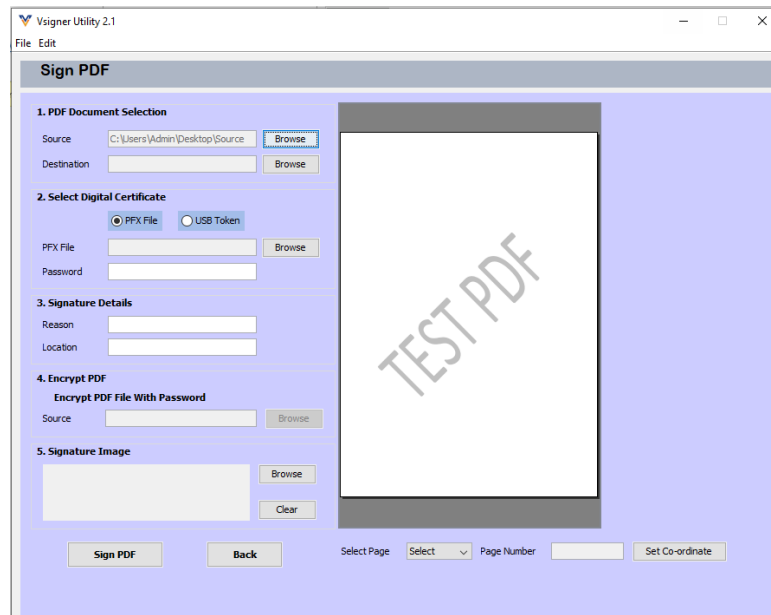 Vsigner Utility 2.1
File Edit
Sign PDF
1. PDF Document Selection
Source C:\Users\Admin\Desktop\Source Browse
Destination Browse
2. Select Digital Certificate
PFX File USB Token
PFX File Browse
Password
3. Signature Details
Reason
Location
4. Encrypt PDF
Encrypt PDF File With Password
Source Browse
5. Signature Image
Browse
Clear
Sign PDF Back
TEST PDF
Select Page Select Page Number Set Co-ordinate